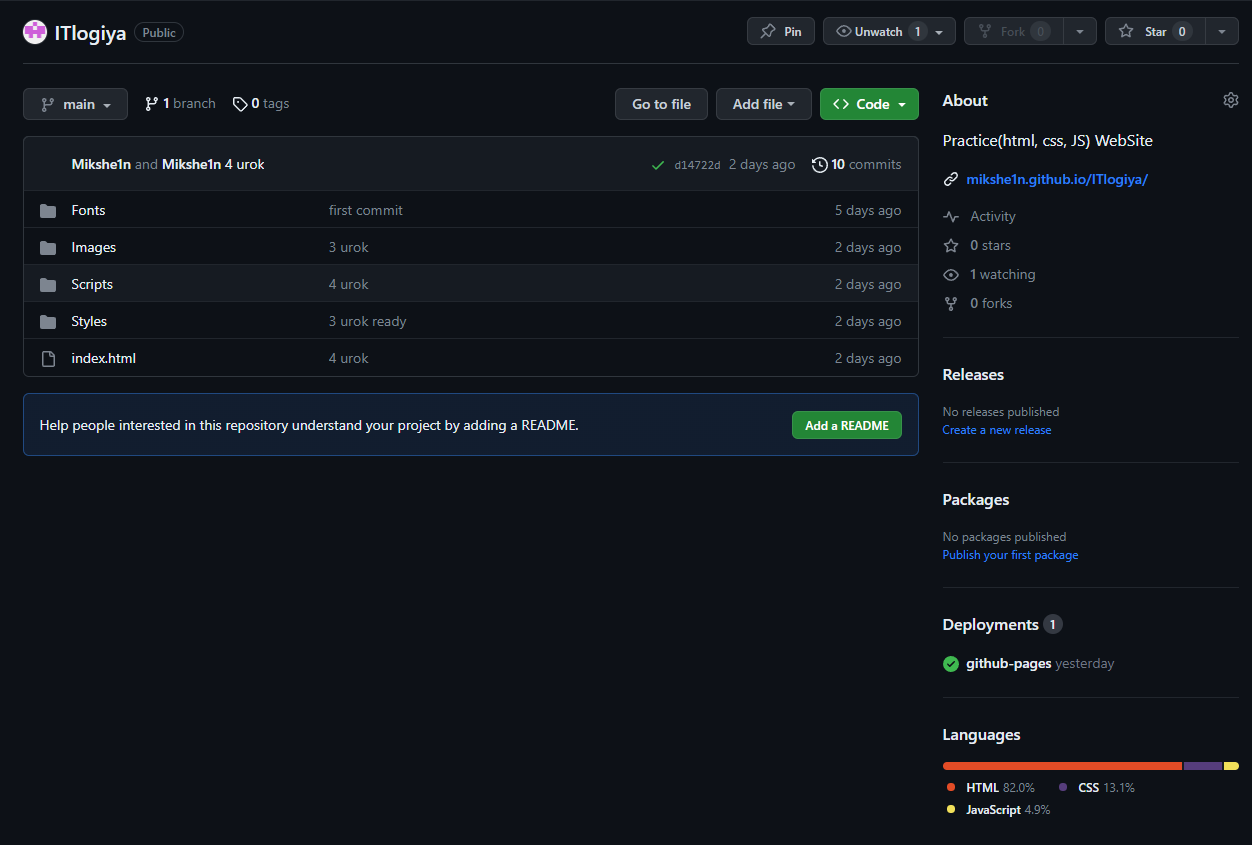 ITlogiya Public Pin Unwatch 1 Fork 0 Star 0
main 1 branch 0 tags Go to file Add file Code
Mikshe1n and Mikshe1n 4 urok d14722d 2 days ago 10 commits
Fonts first commit 5 days ago
Images 3 urok 2 days ago
Scripts 4 urok 2 days ago
Styles 3 urok ready 2 days ago
index.html 4 urok 2 days ago
Help people interested in this repository understand your project by adding a README. Add a README
About
Practice(html, css, JS) WebSite
mikshe1n.github.io/ITlogiya/
Activity
0 stars
1 watching
0 forks
Releases
No releases published
Create a new release
Packages
No packages published
Publish your first package
Deployments 1
github-pages yesterday
Languages
HTML 82.0% CSS 13.1%
JavaScript 4.9%